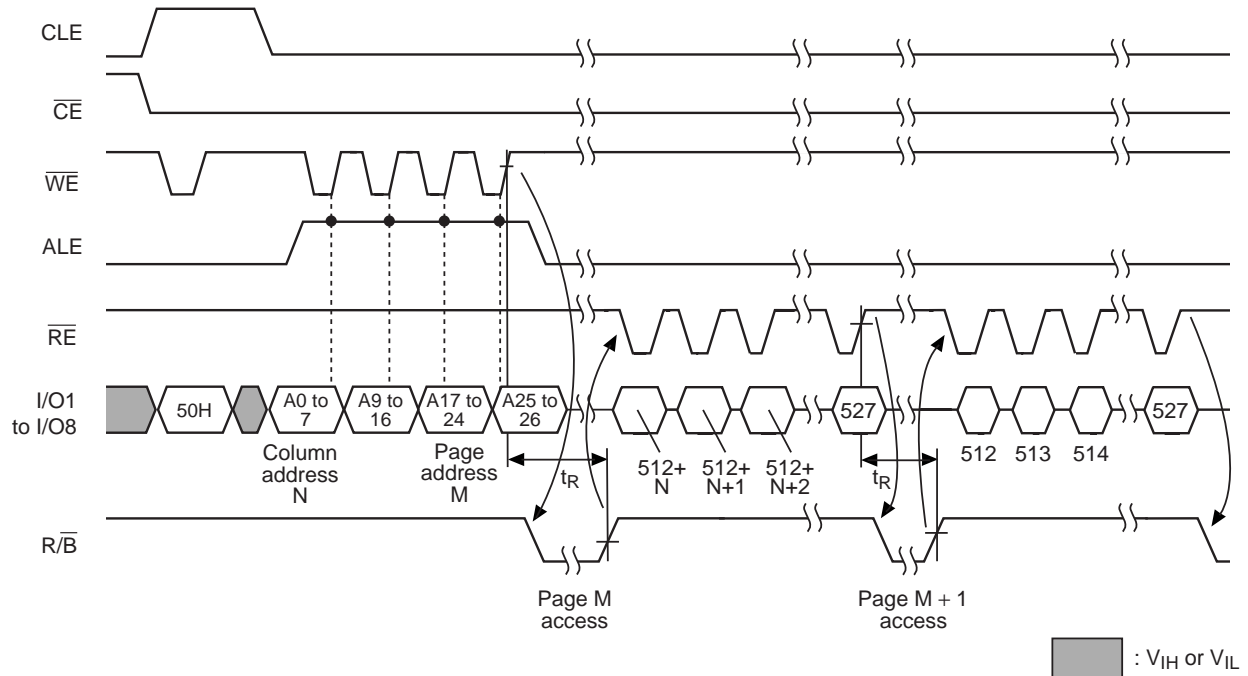 CLE
CE
WE
ALE
RE
I/O1
to I/O8
50H
A0 to
7
A9 to
16
A17 to
24
A25 to
26
527
527
Column
address
N
Page
address
M
tR
512+
N
512+
N+1
512+
N+2
tR
512
513
514
R/B
Page M
access
Page M + 1
access
: VIH or VIL